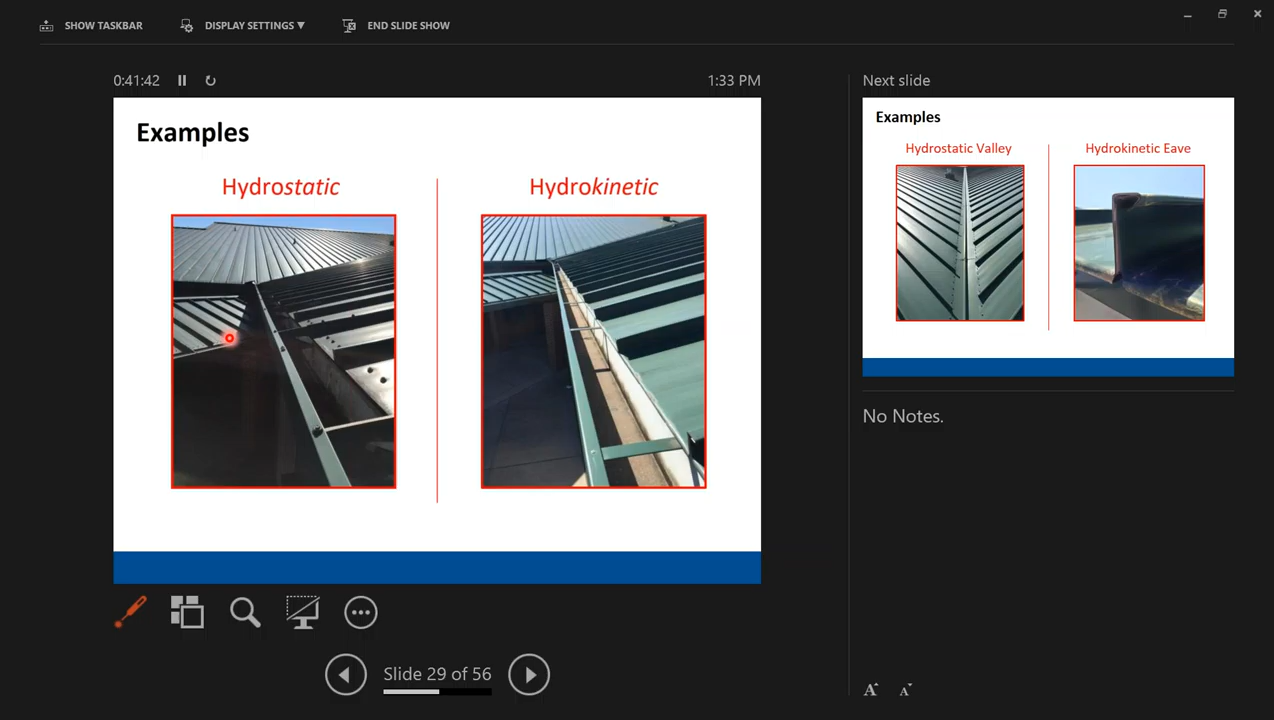 SHOW TASKBAR
DISPLAY SETTINGS ▼
END SLIDE SHOW
0:41:42
1:33 PM
Next slide
Examples
Hydrostatic
Hydrokinetic
Examples
Hydrostatic Valley
Hydrokinetic Eave
No Notes.
Slide 29 of 56
A
A